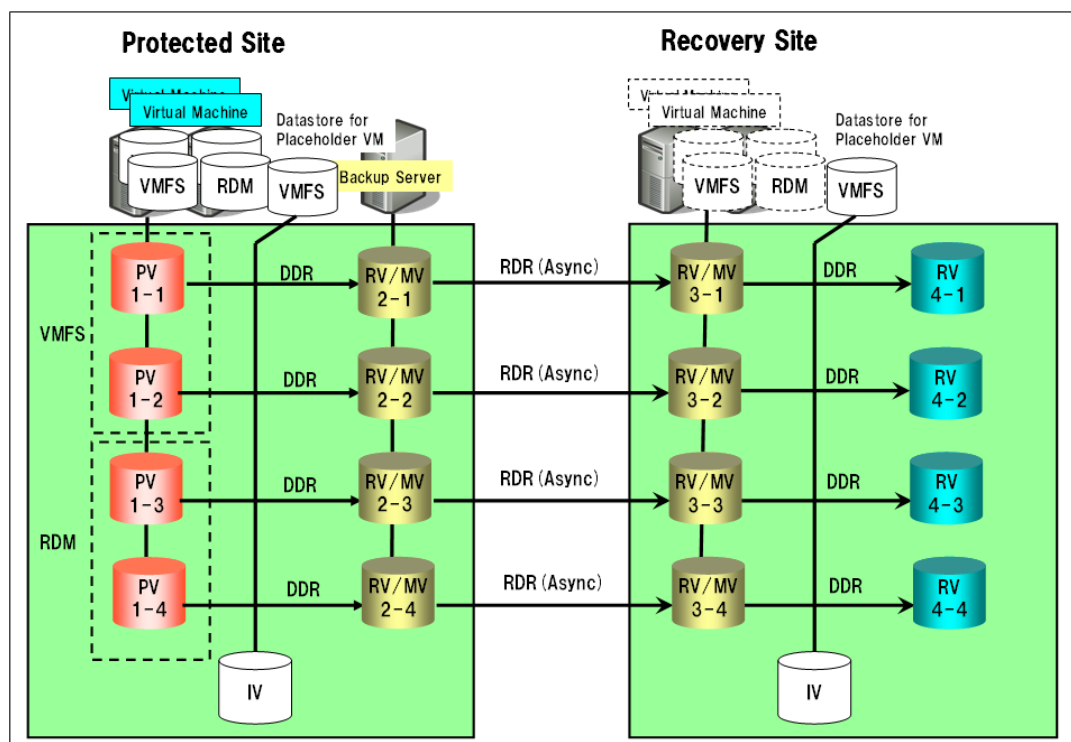 Protected Site
Recovery Site
Virtual Machine
Virtual Machine
Datastore for
Placeholder VM
Backup Server
VMFS
RDM
VMFS
Virtual Machine
Virtual Machine
Datastore for
Placeholder VM
VMFS
RDM
VMFS
PV
1-1
DDR
RV/MV
2-1
RDR(Async)
RV/MV
3-1
DDR
RV
4-1
VMFS
PV
1-2
DDR
RV/MV
2-2
RDR(Async)
RV/MV
3-2
DDR
RV
4-2
PV
1-3
DDR
RV/MV
2-3
RDR(Async)
RV/MV
3-3
DDR
RV
4-3
RDM
PV
1-4
DDR
RV/MV
2-4
RDR(Async)
RV/MV
3-4
DDR
RV
4-4
IV
IV